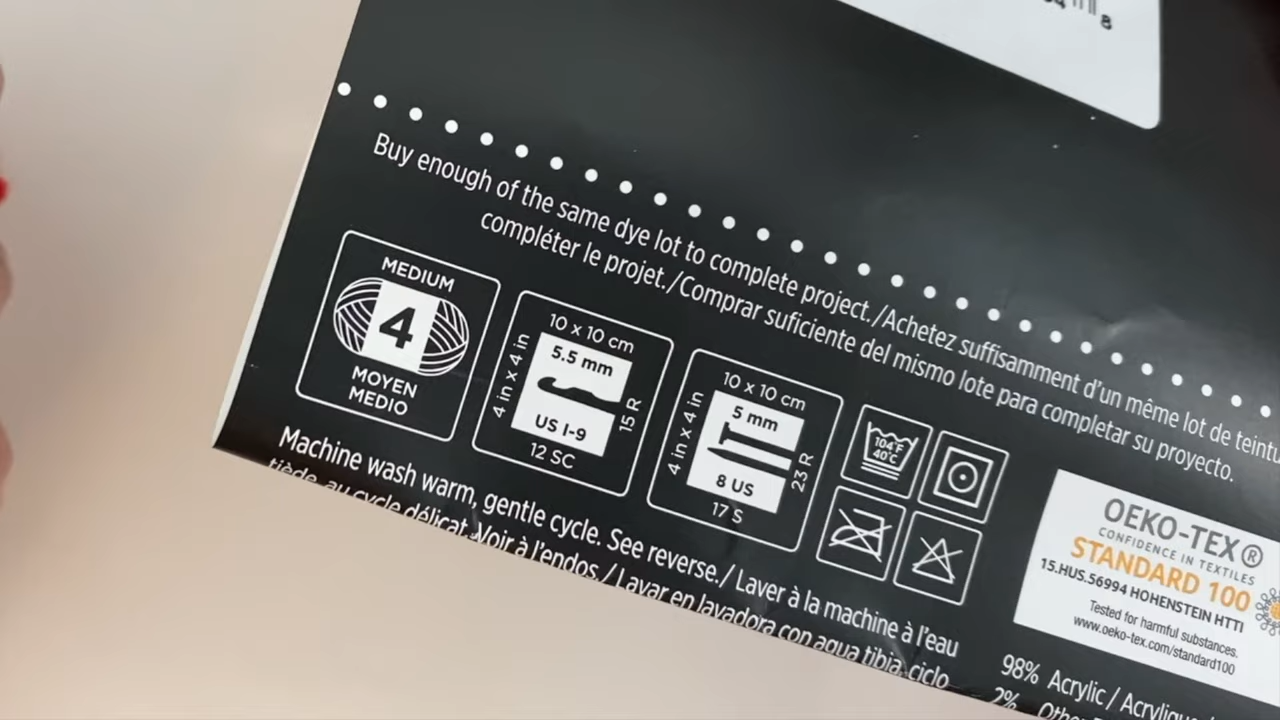 8
Buy enough of the same dye lot to complete project./Achetez suffisamment d'un même lot de
compléter le projet./Comprar suficiente del mismo lote para completar su proyecto.
MEDIUM
4
MOYEN
MEDIO
10 x 10 cm
4 in x 4 in
5.5 mm
US I-9
15 R
12 SC
10 x 10 cm
4 in x 4 in
5 mm
8 US
23 R
17 S
104°F
40°C
OEKO-TEX®
CONFIDENCE IN TEXTILES
STANDARD 100
15.HUS.56994 HOHENSTEIN HTTI
Tested for harmful substances.
www.oeko-tex.com/standard100
Machine wash warm, gentle cycle. See reverse./ Laver à la machine à l'eau
tiède, au cycle délicat. Voir à l'endos./ Lavar en lavadora con agua tibia, ciclo
98% Acrylic / Acrylique
2%